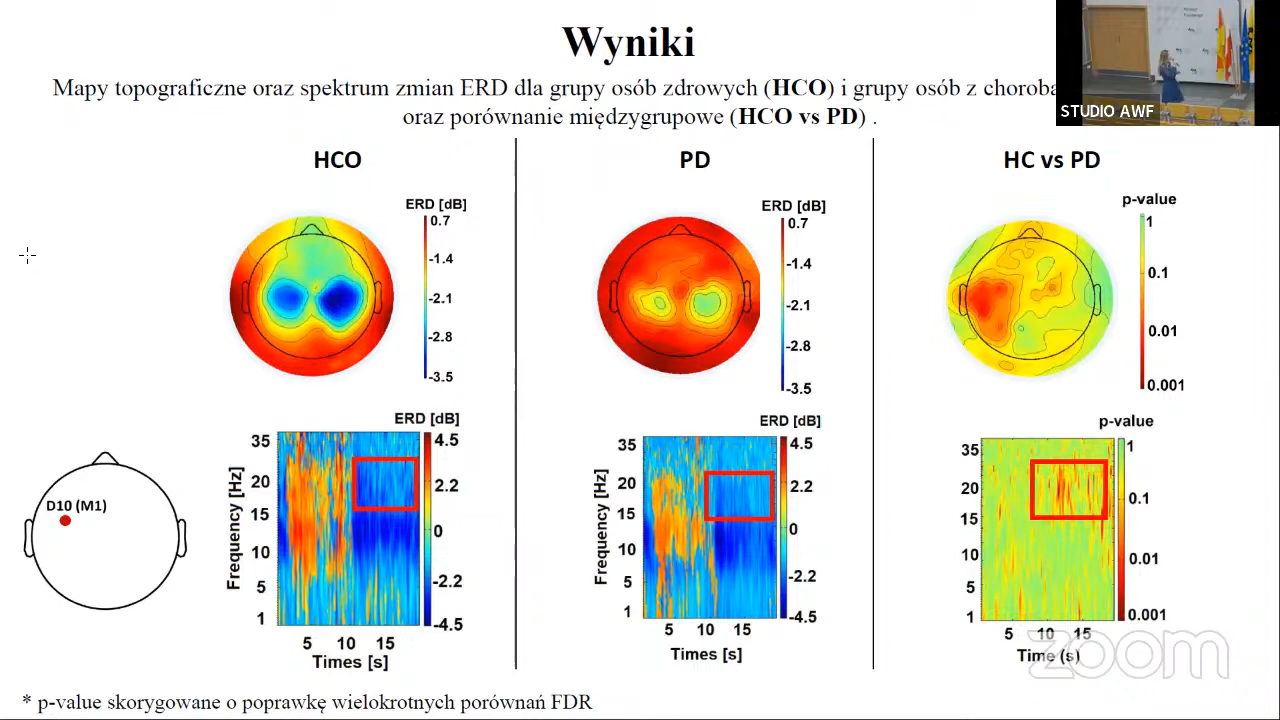 Wyniki
Mapy topograficzne oraz spektrum zmian ERD dla grupy osób zdrowych (HCO) i grupy osób z
oraz porównanie międzygrupowe (HCO vs PD) .
STUDIO AWF
HCO
PD
HC vs PD
ERD [dB]
0.7
-1.4
-2.1
-2.8
-3.5
ERD [dB]
0.7
-1.4
-2.1
-2.8
-3.5
p-value
1
0.1
0.01
0.001
D10 (M1)
ERD [dB]
4.5
2.2
0
-2.2
-4.5
Frequency [Hz]
35
20
15
10
5
1
5 10 15
Times [s]
ERD [dB]
4.5
2.2
0
-2.2
-4.5
Frequency [Hz]
35
20
15
10
5
1
5 10 15
Times [s]
p-value
1
0.1
0.01
0.001
35
20
15
10
5
1
5 10 15
Time (s)
zoom
* p-value skorygowane o poprawkę wielokrotnych porównań FDR